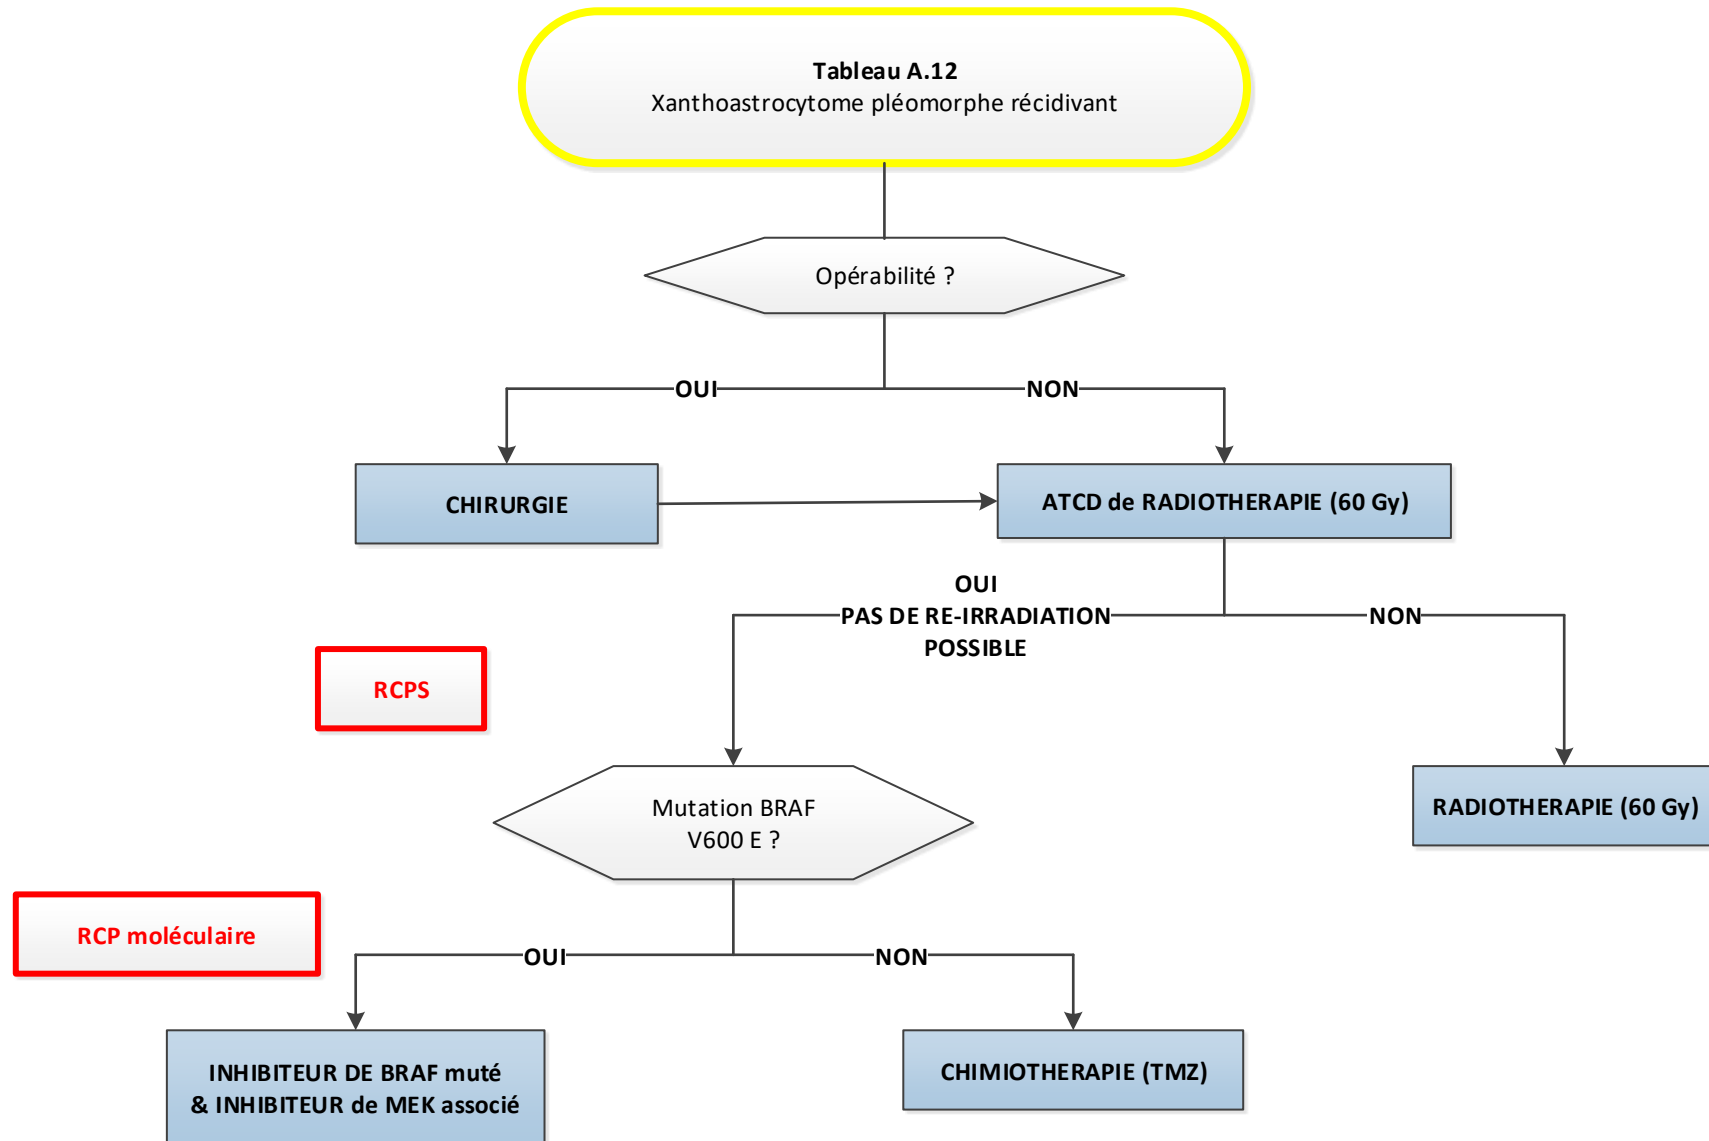 Tableau A.12
Xanthoastrocytome pléomorphe récidivant
Opérabilité ?
OUI
NON
CHIRURGIE
ATCD de RADIOTHERAPIE (60 Gy)
OUI
PAS DE RE-IRRADIATION
POSSIBLE
NON
RCPS
Mutation BRAF
V600 E ?
RADIOTHERAPIE (60 Gy)
RCP moléculaire
OUI
NON
INHIBITEUR DE BRAF muté
& INHIBITEUR de MEK associé
CHIMIOTHERAPIE (TMZ)